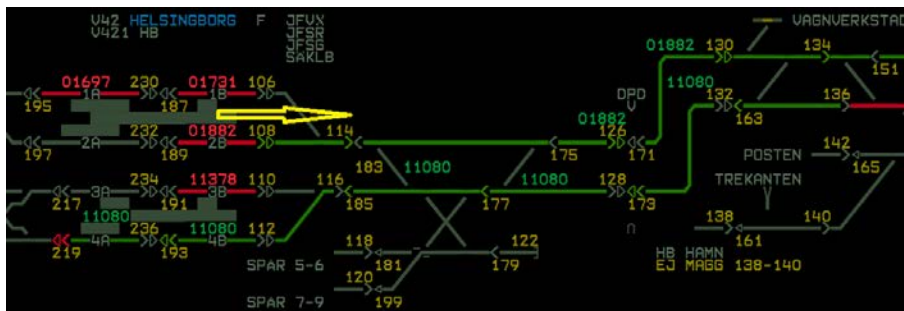 V42 HELSINGBORG F JFVX
V421 HB JFSR
JFSG
SAKLB
VAGNVERKSTAD
01882 130 134
151
01697 230 01731 106
1A 1B
195 187
11080
132 136
163
DPD
01882
232 01882 108 114 126
2A 2B
197 189 183 175 171
142
POSTEN
165
11378
234 110 116 11080 11080 128
3A 3B
217 191 185 177 173
TREKANTEN
11080 236 11080 112
4A 4B
219 193
138 140
161
118 122
SPAR 5-6 181 179
HB HAMN
EJ MAGG 138-140
120
SPAR 7-9 199